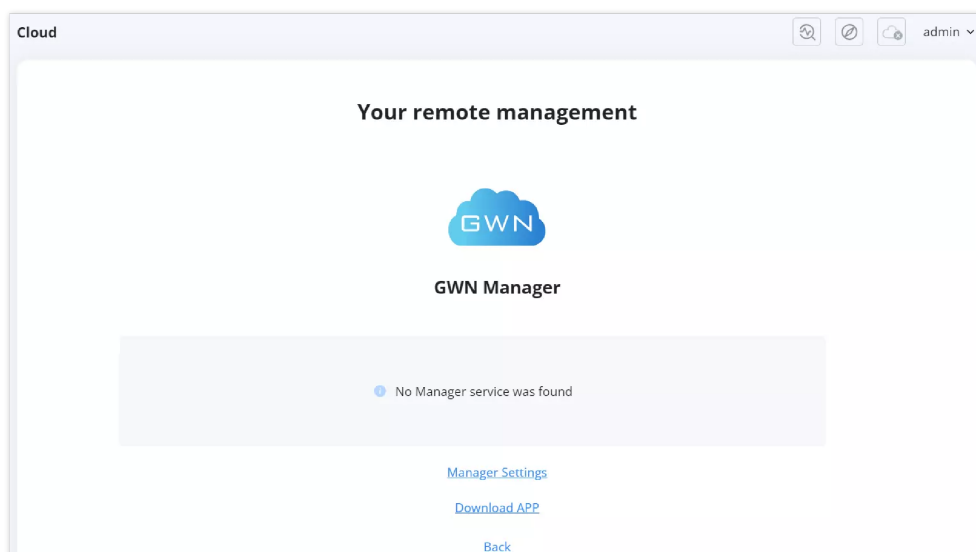 Cloud
admin
Your remote management
GWN
GWN Manager
No Manager service was found
Manager Settings
Download APP
Back